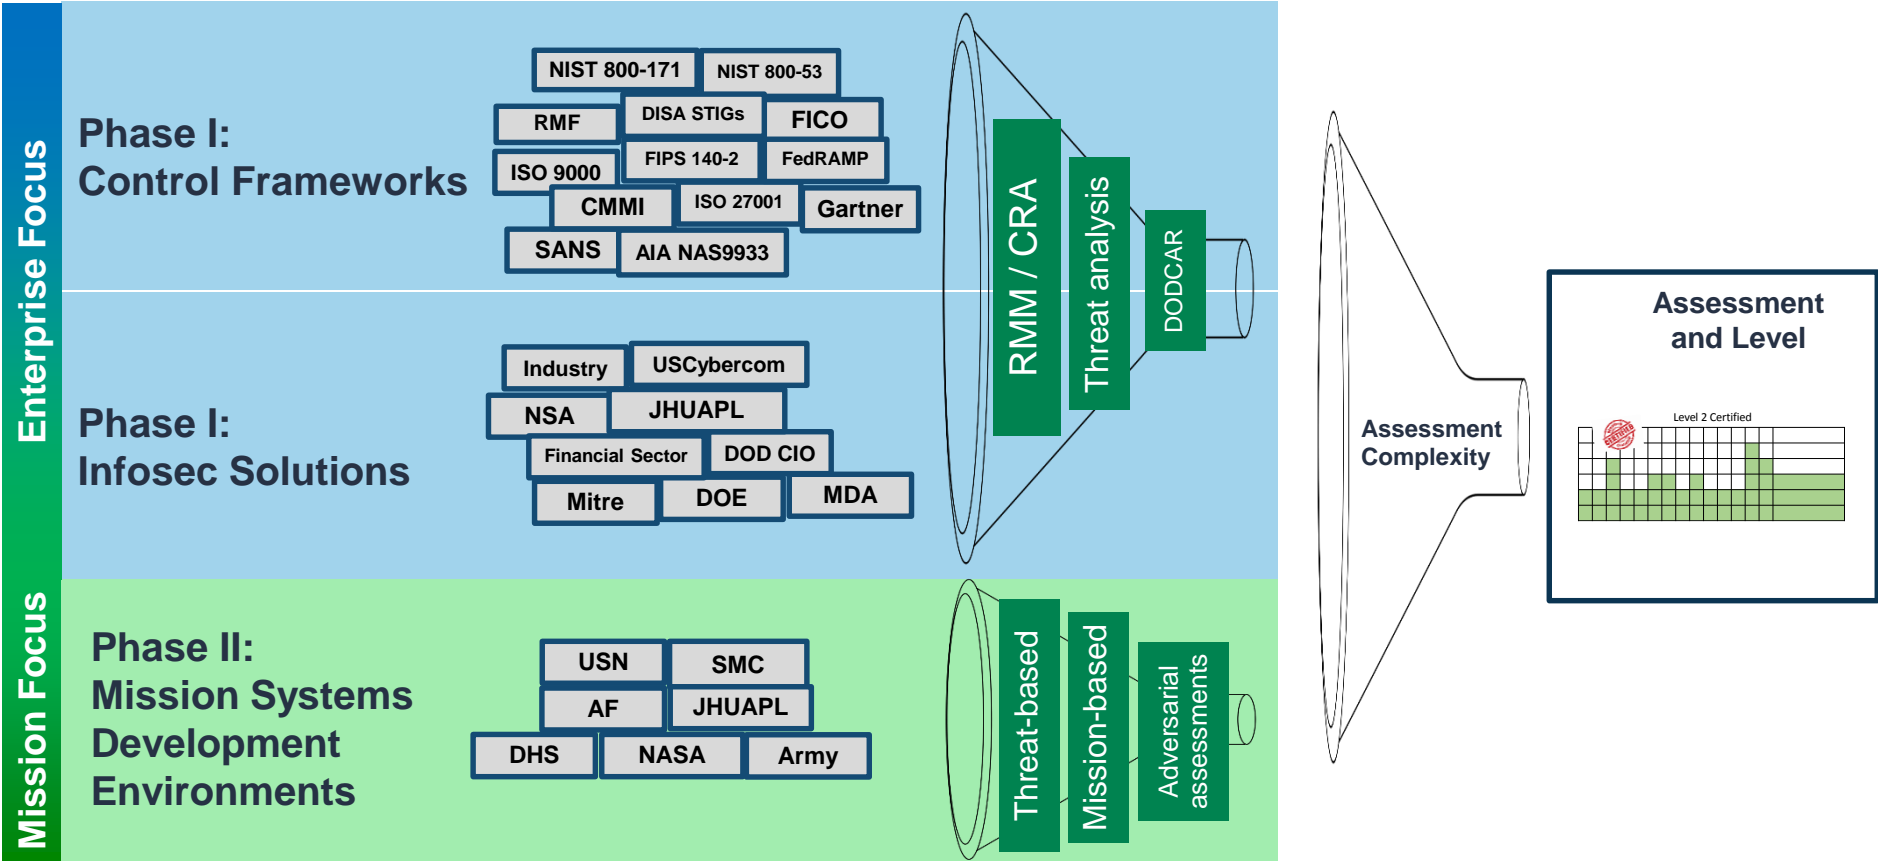 Enterprise Focus
Mission Focus
Phase I:
Control Frameworks
NIST 800-171
NIST 800-53
RMF
DISA STIGs
FICO
ISO 9000
FIPS 140-2
FedRAMP
CMMI
ISO 27001
Gartner
SANS
AIA NAS9933
Phase I:
Infosec Solutions
Industry
USCybercom
NSA
JHUAPL
Financial Sector
DOD CIO
Mitre
DOE
MDA
RMM / CRA
Threat analysis
DODCAR
Phase II:
Mission Systems
Development
Environments
USN
SMC
AF
JHUAPL
DHS
NASA
Army
Threat-based
Mission-based
Adversarial
assessments
Assessment
Complexity
Assessment
and Level
Level 2 Certified
CERTIFIED